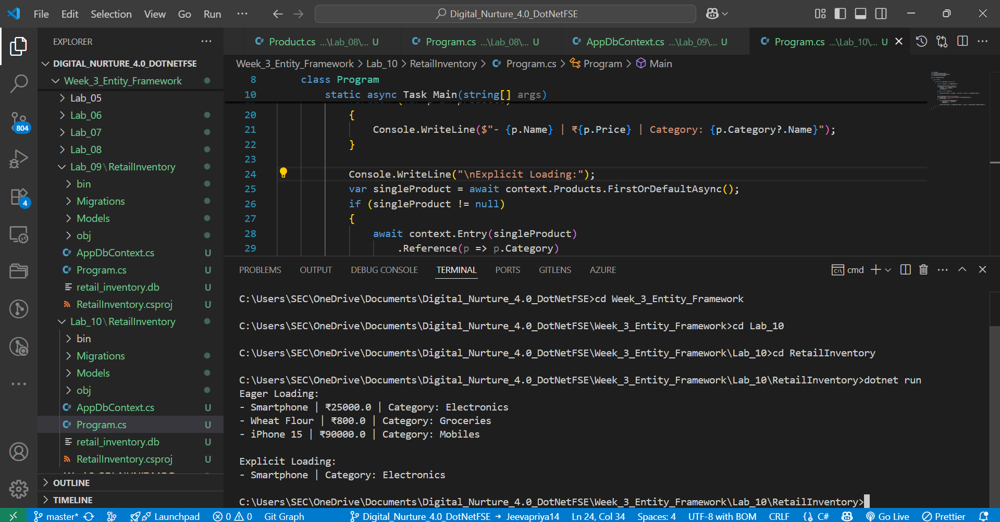 File Edit Selection View Go Run ··· Digital_Nurture_4.0_DotNetFSE
EXPLORER
DIGITAL_NURTURE_4.0_DOTNETFSE
Week_3_Entity_Framework
Lab_05
Lab_06
Lab_07
Lab_08
Lab_09\RetailInventory
bin
Migrations
Models
obj
AppDbContext.cs U
Program.cs U
retail_inventory.db U
RetailInventory.csproj U
Lab_10\RetailInventory
bin
Migrations
Models
obj
AppDbContext.cs U
Program.cs U
retail_inventory.db U
RetailInventory.csproj U
OUTLINE
TIMELINE
804
4
Product.cs ...\Lab_08\... U Program.cs ...\Lab_08\... U AppDbContext.cs ...\Lab_09\... U Program.cs ...\Lab_10\... U
Week_3_Entity_Framework > Lab_10 > RetailInventory > Program.cs > Program > Main
8 class Program
10 static async Task Main(string[] args)
20 {
21 Console.WriteLine($"- {p.Name} | ₹{p.Price} | Category: {p.Category?.Name}");
22 }
23
24 Console.WriteLine("\nExplicit Loading:");
25 var singleProduct = await context.Products.FirstOrDefaultAsync();
26 if (singleProduct != null)
27 {
28 await context.Entry(singleProduct)
29 .Reference(p => p.Category)
PROBLEMS OUTPUT DEBUG CONSOLE TERMINAL PORTS GITLENS AZURE cmd
C:\Users\SEC\OneDrive\Documents\Digital_Nurture_4.0_DotNetFSE>cd Week_3_Entity_Framework
C:\Users\SEC\OneDrive\Documents\Digital_Nurture_4.0_DotNetFSE\Week_3_Entity_Framework>cd Lab_10
C:\Users\SEC\OneDrive\Documents\Digital_Nurture_4.0_DotNetFSE\Week_3_Entity_Framework\Lab_10>cd RetailInventory
C:\Users\SEC\OneDrive\Documents\Digital_Nurture_4.0_DotNetFSE\Week_3_Entity_Framework\Lab_10\RetailInventory>dotnet run
Eager Loading:
- Smartphone | ₹25000.0 | Category: Electronics
- Wheat Flour | ₹800.0 | Category: Groceries
- iPhone 15 | ₹90000.0 | Category: Mobiles
Explicit Loading:
- Smartphone | Category: Electronics
C:\Users\SEC\OneDrive\Documents\Digital_Nurture_4.0_DotNetFSE\Week_3_Entity_Framework\Lab_10\RetailInventory>
master* Launchpad 0 0 Git Graph Digital_Nurture_4.0_DotNetFSE → Jeevapriya14 Ln 24, Col 34 Spaces: 4 UTF-8 with BOM CRLF {} C# Go Live Prettier